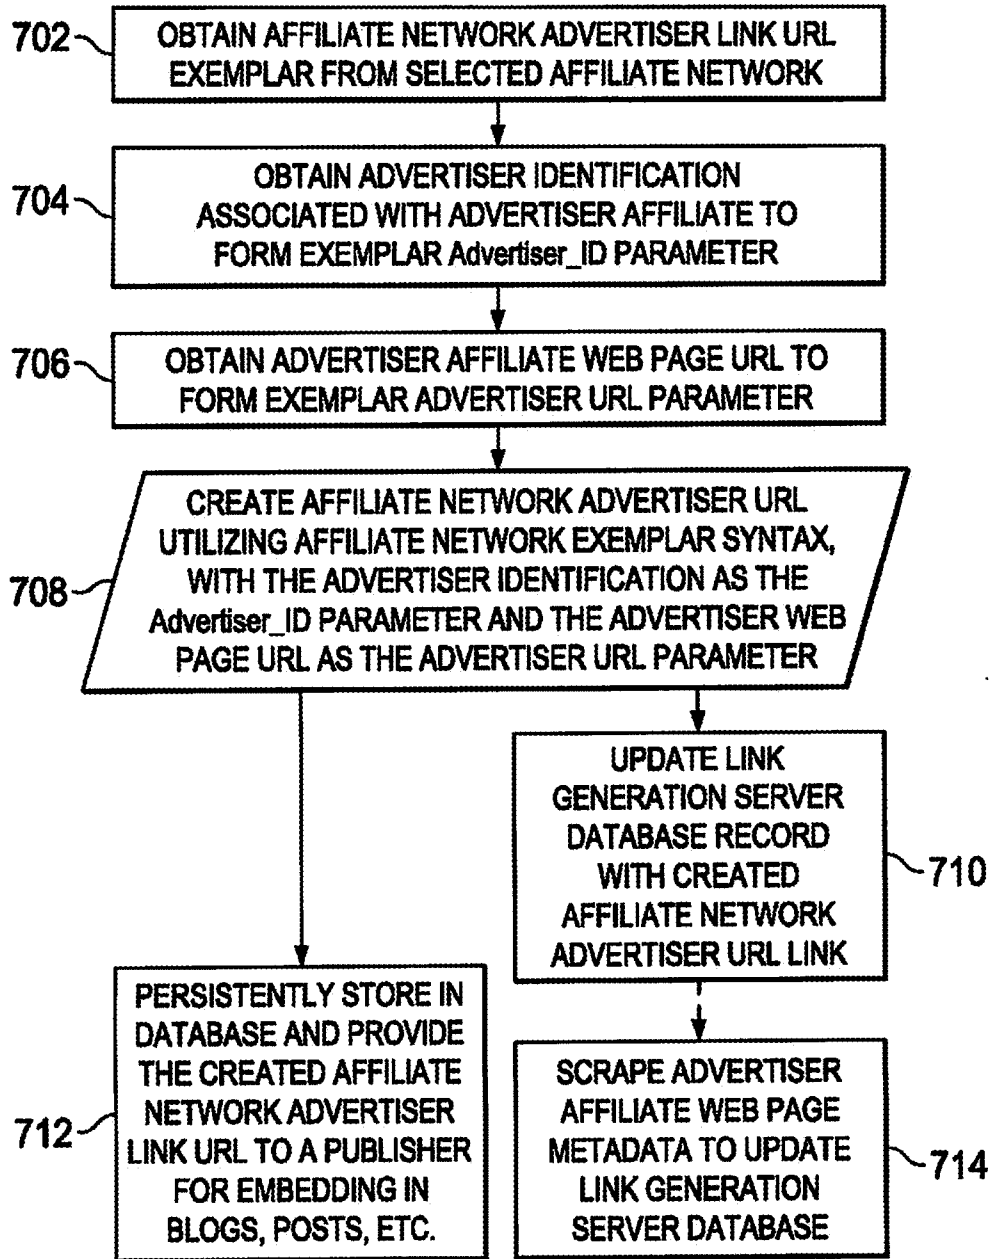 702
OBTAIN AFFILIATE NETWORK ADVERTISER LINK URL
EXEMPLAR FROM SELECTED AFFILIATE NETWORK
704
OBTAIN ADVERTISER IDENTIFICATION
ASSOCIATED WITH ADVERTISER AFFILIATE TO
FORM EXEMPLAR Advertiser_ID PARAMETER
706
OBTAIN ADVERTISER AFFILIATE WEB PAGE URL TO
FORM EXEMPLAR ADVERTISER URL PARAMETER
708
CREATE AFFILIATE NETWORK ADVERTISER URL
UTILIZING AFFILIATE NETWORK EXEMPLAR SYNTAX,
WITH THE ADVERTISER IDENTIFICATION AS THE
Advertiser_ID PARAMETER AND THE ADVERTISER WEB
PAGE URL AS THE ADVERTISER URL PARAMETER
UPDATE LINK
GENERATION SERVER
DATABASE RECORD
WITH CREATED
AFFILIATE NETWORK
ADVERTISER URL LINK
710
712
PERSISTENTLY STORE IN
DATABASE AND PROVIDE
THE CREATED AFFILIATE
NETWORK ADVERTISER
LINK URL TO A PUBLISHER
FOR EMBEDDING IN
BLOGS, POSTS, ETC.
SCRAPE ADVERTISER
AFFILIATE WEB PAGE
METADATA TO UPDATE
LINK GENERATION
SERVER DATABASE
714